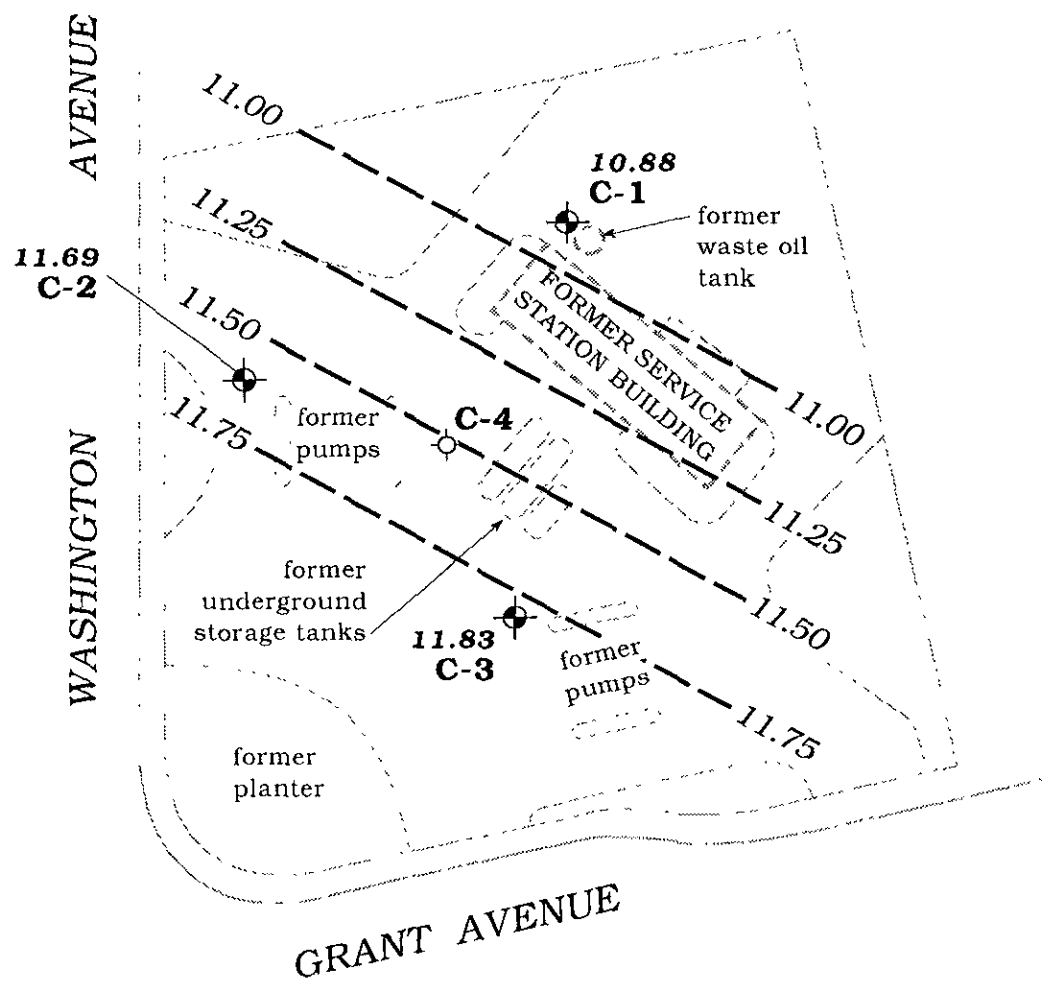 WASHINGTON AVENUE
11.00
10.88
C-1
former
waste oil
tank
11.25
11.69
C-2
11.50
FORMER SERVICE
STATION BUILDING
11.00
C-4
former
pumps
11.75
11.25
former
underground
storage tanks
11.50
11.83
C-3
former
pumps
11.75
former
planter
GRANT AVENUE